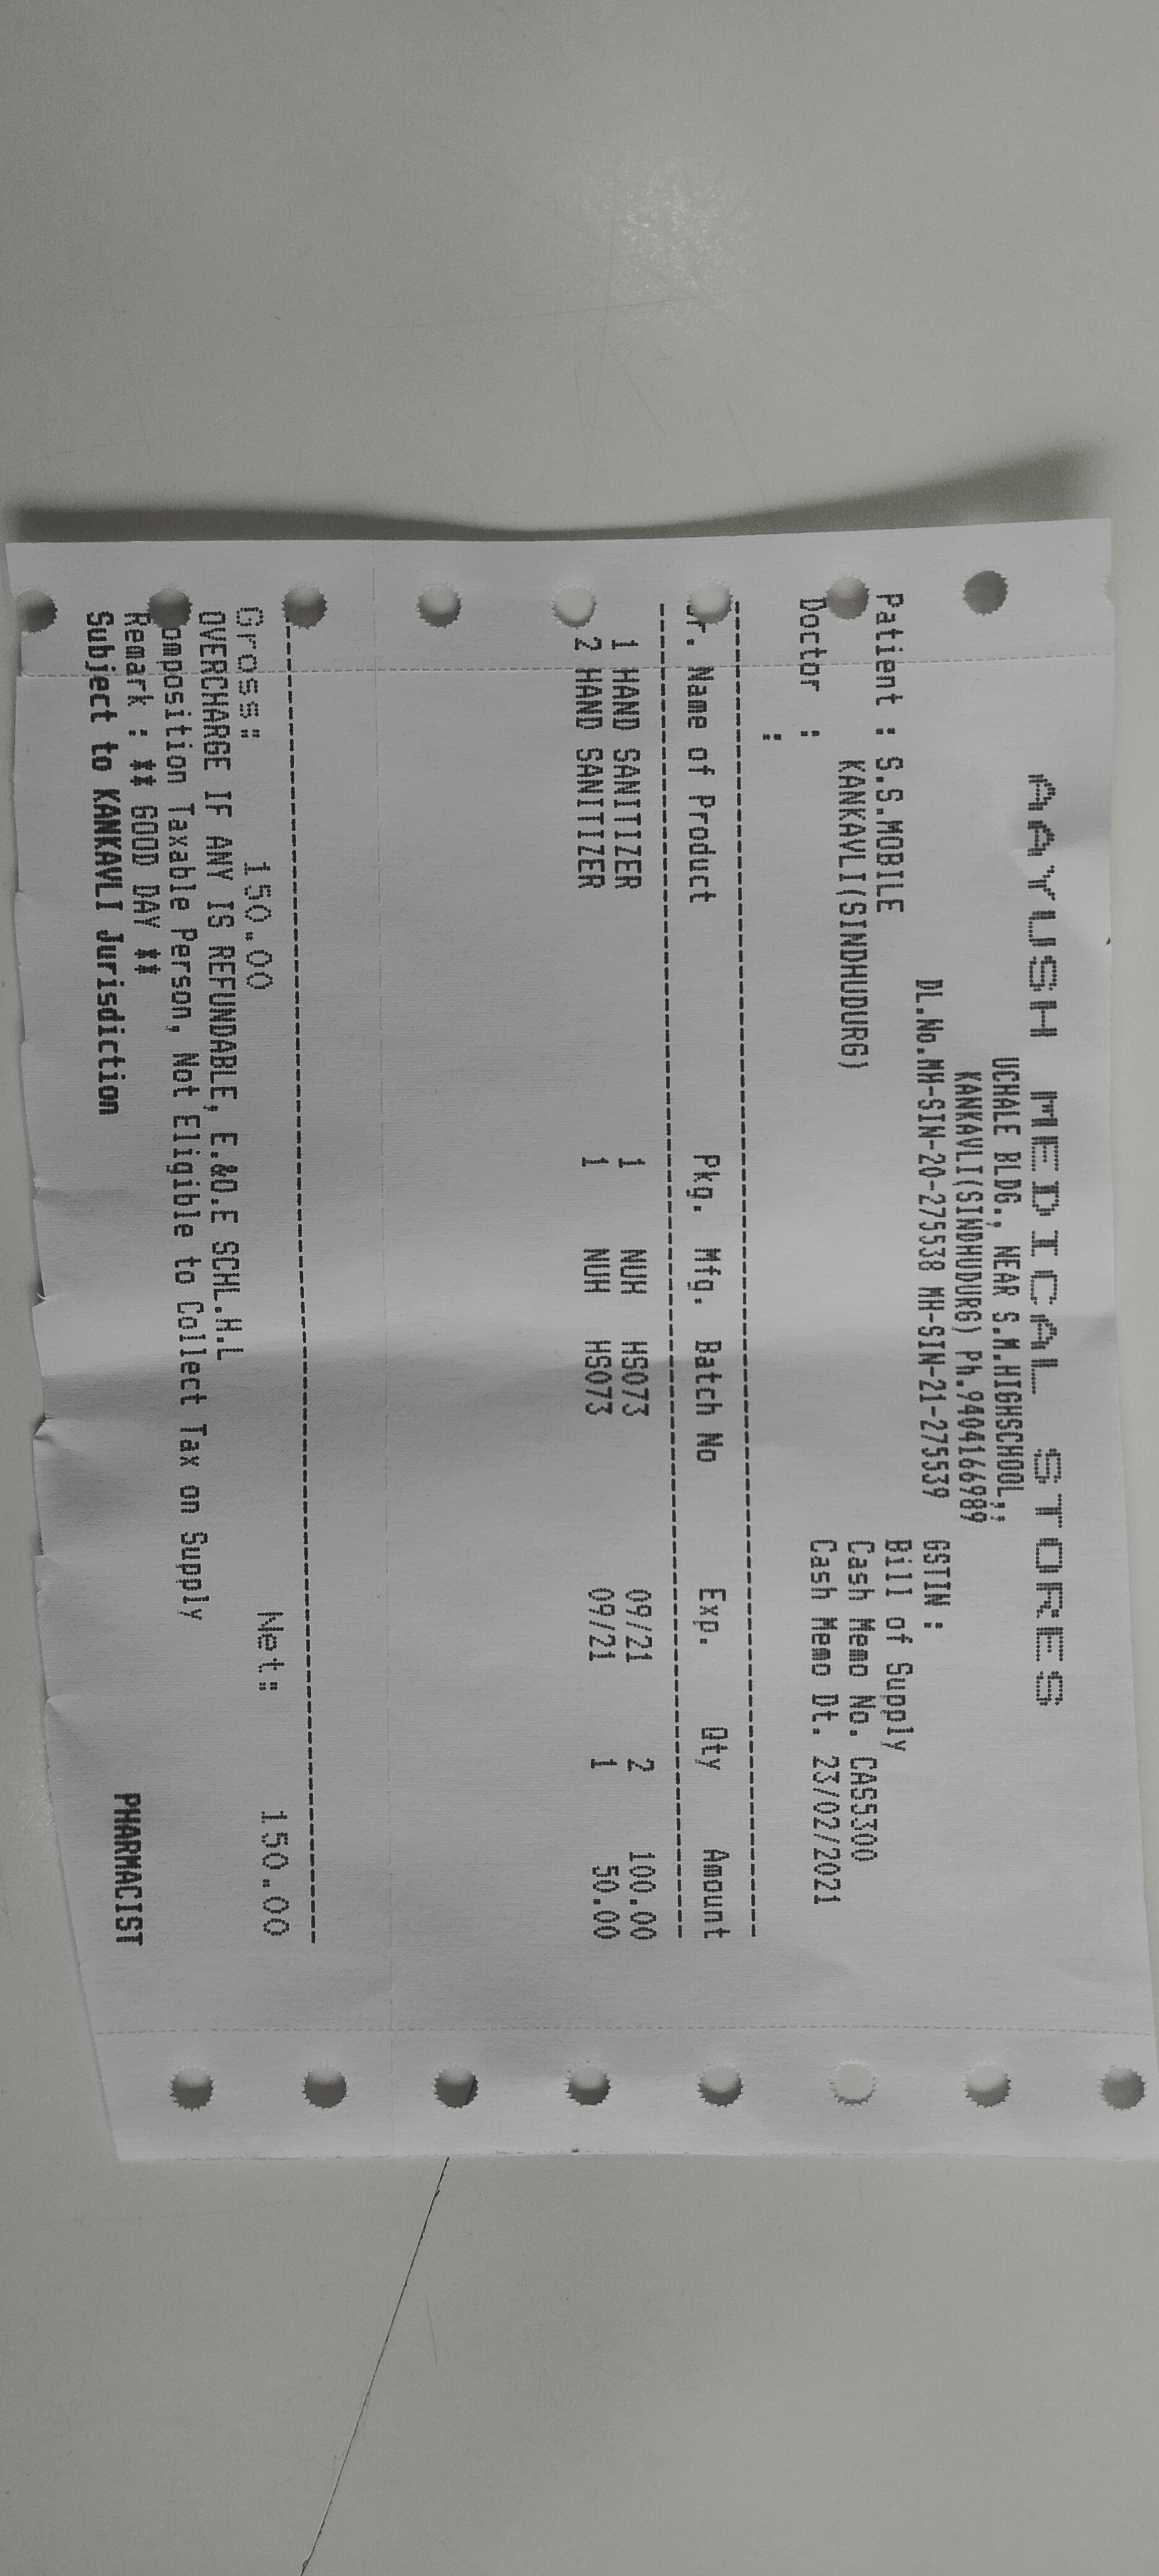 AAYUSH MEDICAL STORES
UCHALE BLDG., NEAR S.M.HIGHSCHOOL,;
KANKAVLI(SINDHUDURG) Ph.9404166989
DL.No.MH-SIN-20-275538 MH-SIN-21-275539
GSTIN :
Patient : S.S.MOBILE
Bill of Supply
KANKAVLI(SINDHUDURG)
Cash Memo No. CAS5300
Doctor :
Cash Memo Dt. 23/02/2021
:
Name of Product Pkg. Mfg. Batch No Exp. Qty Amount
1 HAND SANITIZER 1 NUH HS073 09/21 2 100.00
2 HAND SANITIZER 1 NUH HS073 09/21 1 50.00
Gross: 150.00 Net: 150.00
OVERCHARGE IF ANY IS REFUNDABLE, E.&O.E SCHL.H.L
omposition Taxable Person, Not Eligible to Collect Tax on Supply
Remark : ** GOOD DAY **
Subject to KANKAVLI Jurisdiction PHARMACIST